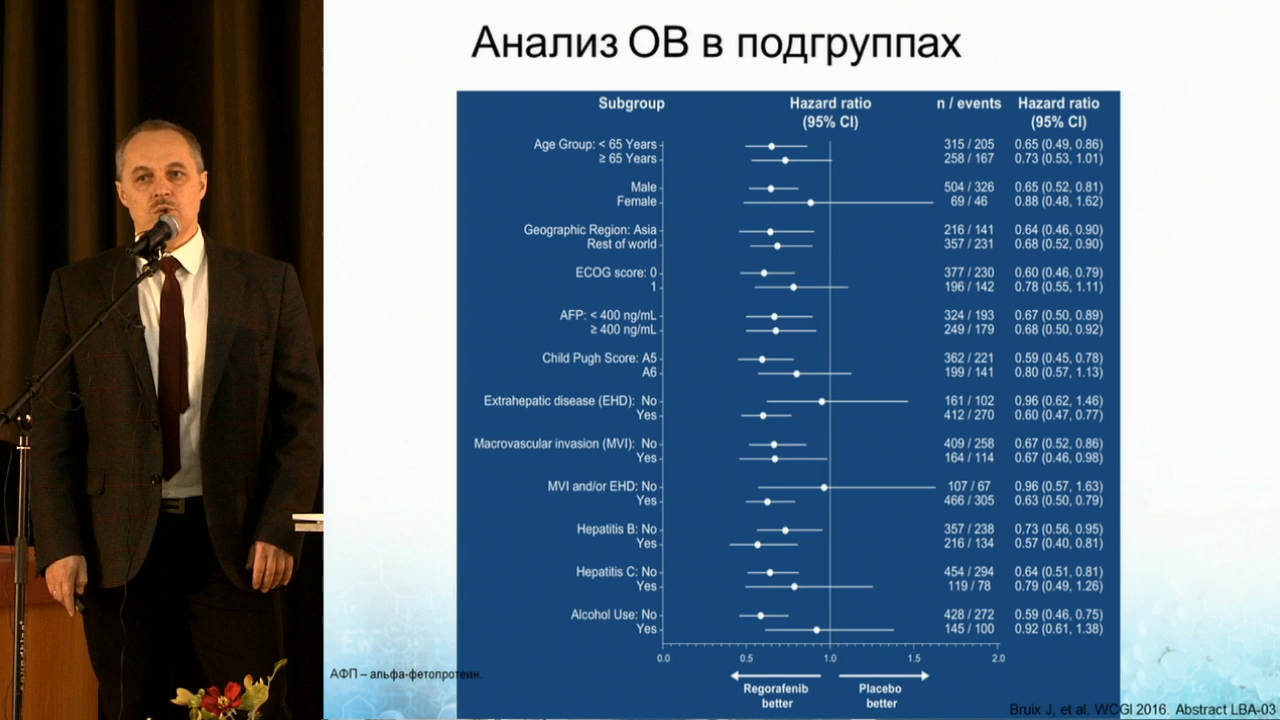 Анализ ОВ в подгруппах
Subgroup Hazard ratio n / events Hazard ratio
(95% CI) (95% CI)
Age Group: < 65 Years 315 / 205 0.65 (0.49, 0.86)
≥ 65 Years 258 / 167 0.73 (0.53, 1.01)
Male 504 / 326 0.65 (0.52, 0.81)
Female 69 / 46 0.88 (0.48, 1.62)
Geographic Region: Asia 216 / 141 0.64 (0.46, 0.90)
Rest of world 357 / 231 0.68 (0.52, 0.90)
ECOG score: 0 377 / 230 0.60 (0.46, 0.79)
1 196 / 142 0.78 (0.55, 1.11)
AFP: < 400 ng/mL 324 / 193 0.67 (0.50, 0.89)
≥ 400 ng/mL 249 / 179 0.68 (0.50, 0.92)
Child Pugh Score: A5 362 / 221 0.59 (0.45, 0.78)
A6 199 / 141 0.80 (0.57, 1.13)
Extrahepatic disease (EHD): No 161 / 102 0.96 (0.62, 1.46)
Yes 412 / 270 0.60 (0.47, 0.77)
Macrovascular invasion (MVI): No 409 / 258 0.67 (0.52, 0.86)
Yes 164 / 114 0.67 (0.46, 0.98)
MVI and/or EHD: No 107 / 67 0.96 (0.57, 1.63)
Yes 466 / 305 0.63 (0.50, 0.79)
Hepatitis B: No 357 / 238 0.73 (0.56, 0.95)
Yes 216 / 134 0.57 (0.40, 0.81)
Hepatitis C: No 454 / 294 0.64 (0.51, 0.81)
Yes 119 / 78 0.79 (0.49, 1.26)
Alcohol Use: No 428 / 272 0.59 (0.46, 0.75)
Yes 145 / 100 0.92 (0.61, 1.38)
0.0 0.5 1.0 1.5 2.0
Regorafenib Placebo
better better
АФП – альфа-фетопротеин.
Bruix J, et al. WCGI 2016. Abstract LBA-03